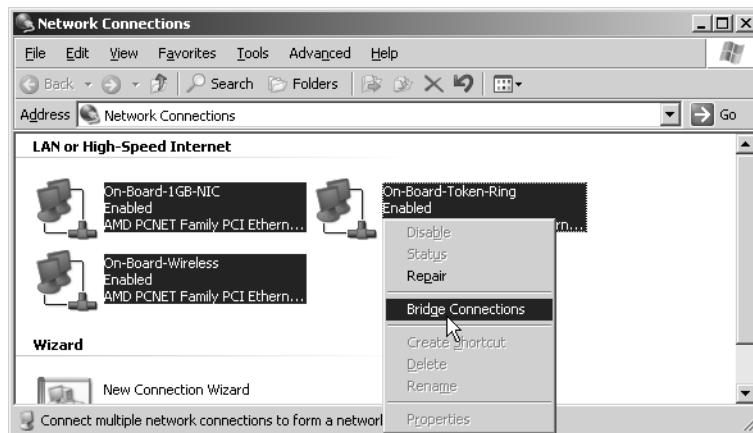 Network Connections
File Edit View Favorites Tools Advanced Help
Back Search Folders
Address Network Connections Go
LAN or High-Speed Internet
On-Board-1GB-NIC
Enabled
AMD PCNET Family PCI Ethern...
On-Board-Token-Ring
Enabled
rn...
On-Board-Wireless
Enabled
AMD PCNET Family PCI Ethern...
Disable
Status
Repair
Bridge Connections
Create Shortcut
Delete
Rename
Properties
Wizard
New Connection Wizard
Connect multiple network connections to form a networ